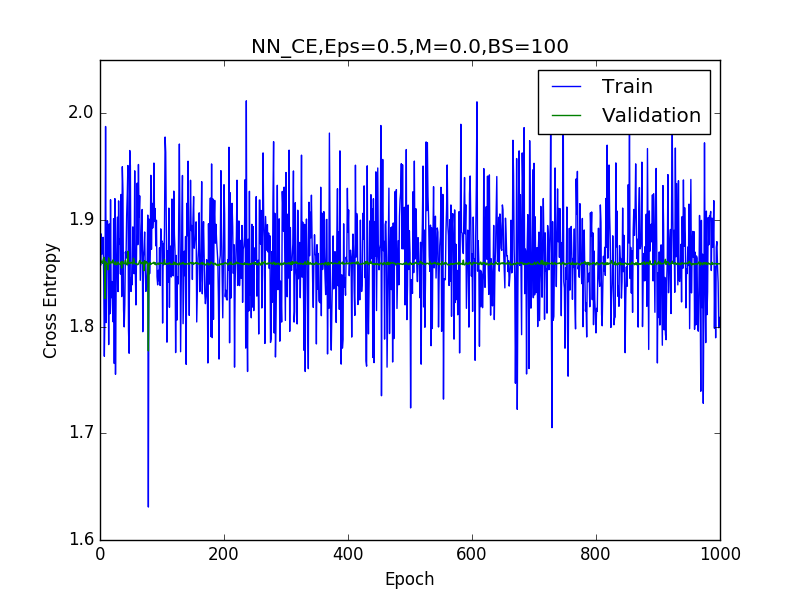 NN_CE,Eps=0.5,M=0.0,BS=100
Train
Validation
2.0
1.9
1.8
1.7
1.6
Cross Entropy
0 200 400 600 800 1000
Epoch